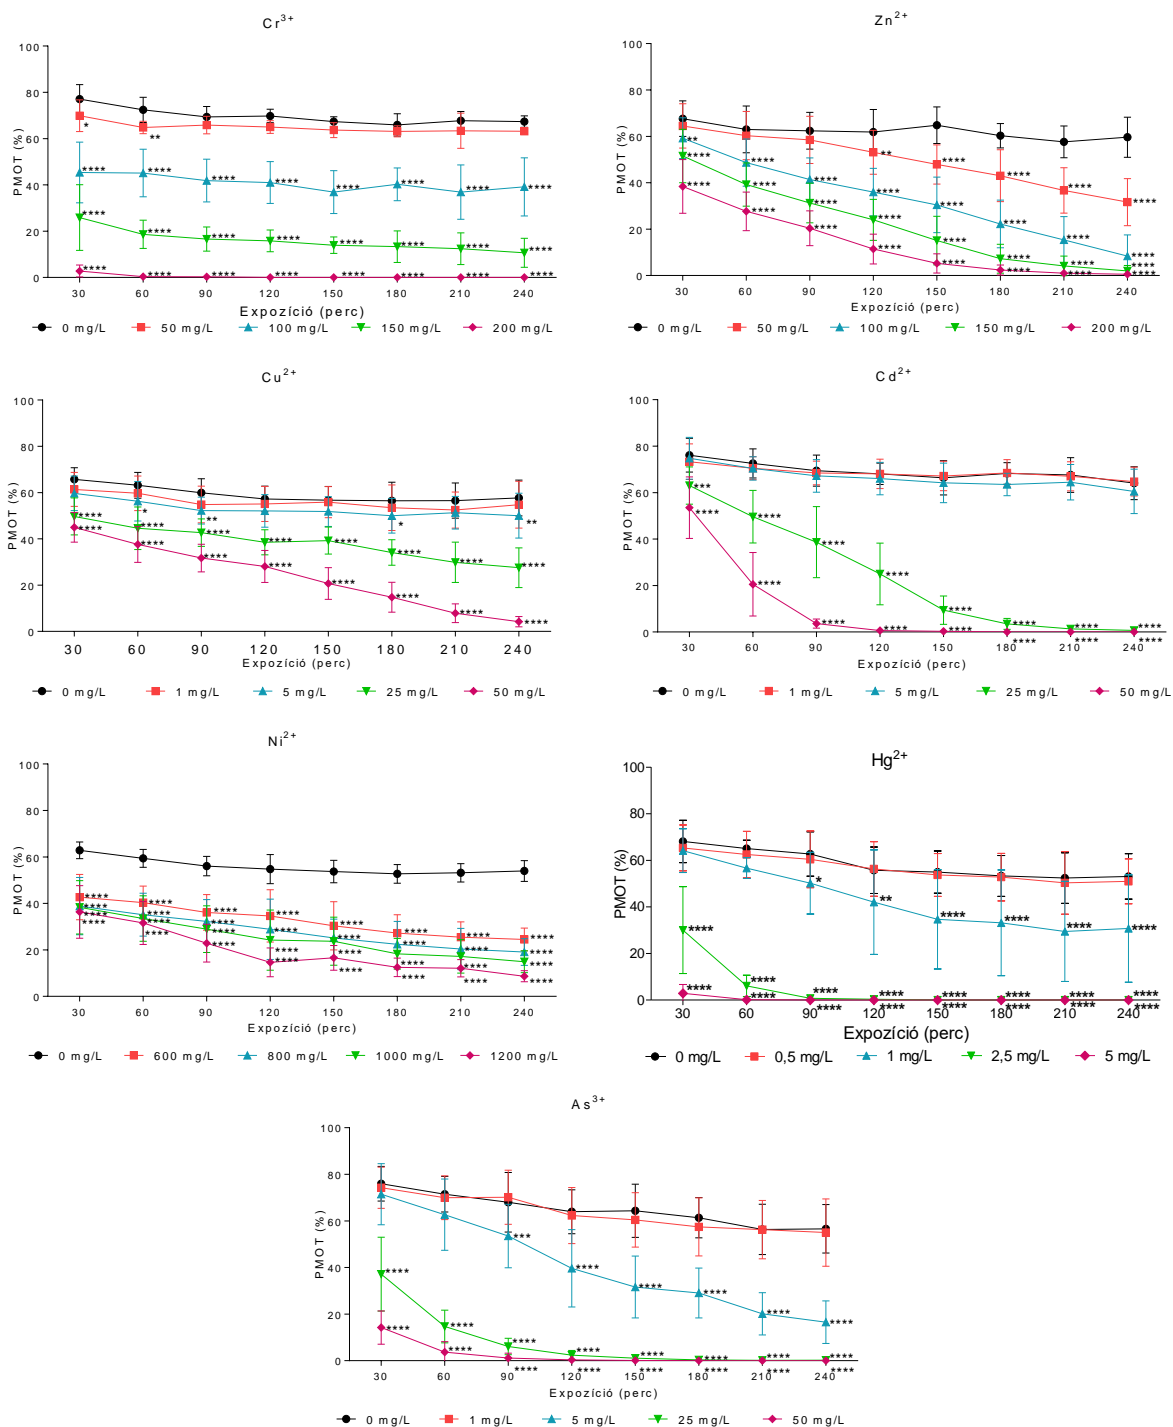 Cr3+
PMOT (%)
100
80
60
40
20
0
* ** **** **** **** **** **** **** **** ****
**** **** **** **** **** **** **** ****
**** **** **** **** **** **** **** ****
30 60 90 120 150 180 210 240
Expozíció (perc)
0 mg/L 50 mg/L 100 mg/L 150 mg/L 200 mg/L
Zn2+
PMOT (%)
100
80
60
40
20
0
30 60 90 120 150 180 210 240
Expozíció (perc)
0 mg/L 50 mg/L 100 mg/L 150 mg/L 200 mg/L
Cu2+
PMOT (%)
100
80
60
40
20
0
30 60 90 120 150 180 210 240
Expozíció (perc)
0 mg/L 1 mg/L 5 mg/L 25 mg/L 50 mg/L
Cd2+
PMOT (%)
100
80
60
40
20
0
30 60 90 120 150 180 210 240
Expozíció (perc)
0 mg/L 1 mg/L 5 mg/L 25 mg/L 50 mg/L
Ni2+
PMOT (%)
100
80
60
40
20
0
30 60 90 120 150 180 210 240
Expozíció (perc)
0 mg/L 600 mg/L 800 mg/L 1000 mg/L 1200 mg/L
Hg2+
PMOT (%)
100
80
60
40
20
0
30 60 90 120 150 180 210 240
Expozíció (perc)
0 mg/L 0,5 mg/L 1 mg/L 2,5 mg/L 5 mg/L
As3+
PMOT (%)
100
80
60
40
20
0
30 60 90 120 150 180 210 240
Expozíció (perc)
0 mg/L 1 mg/L 5 mg/L 25 mg/L 50 mg/L